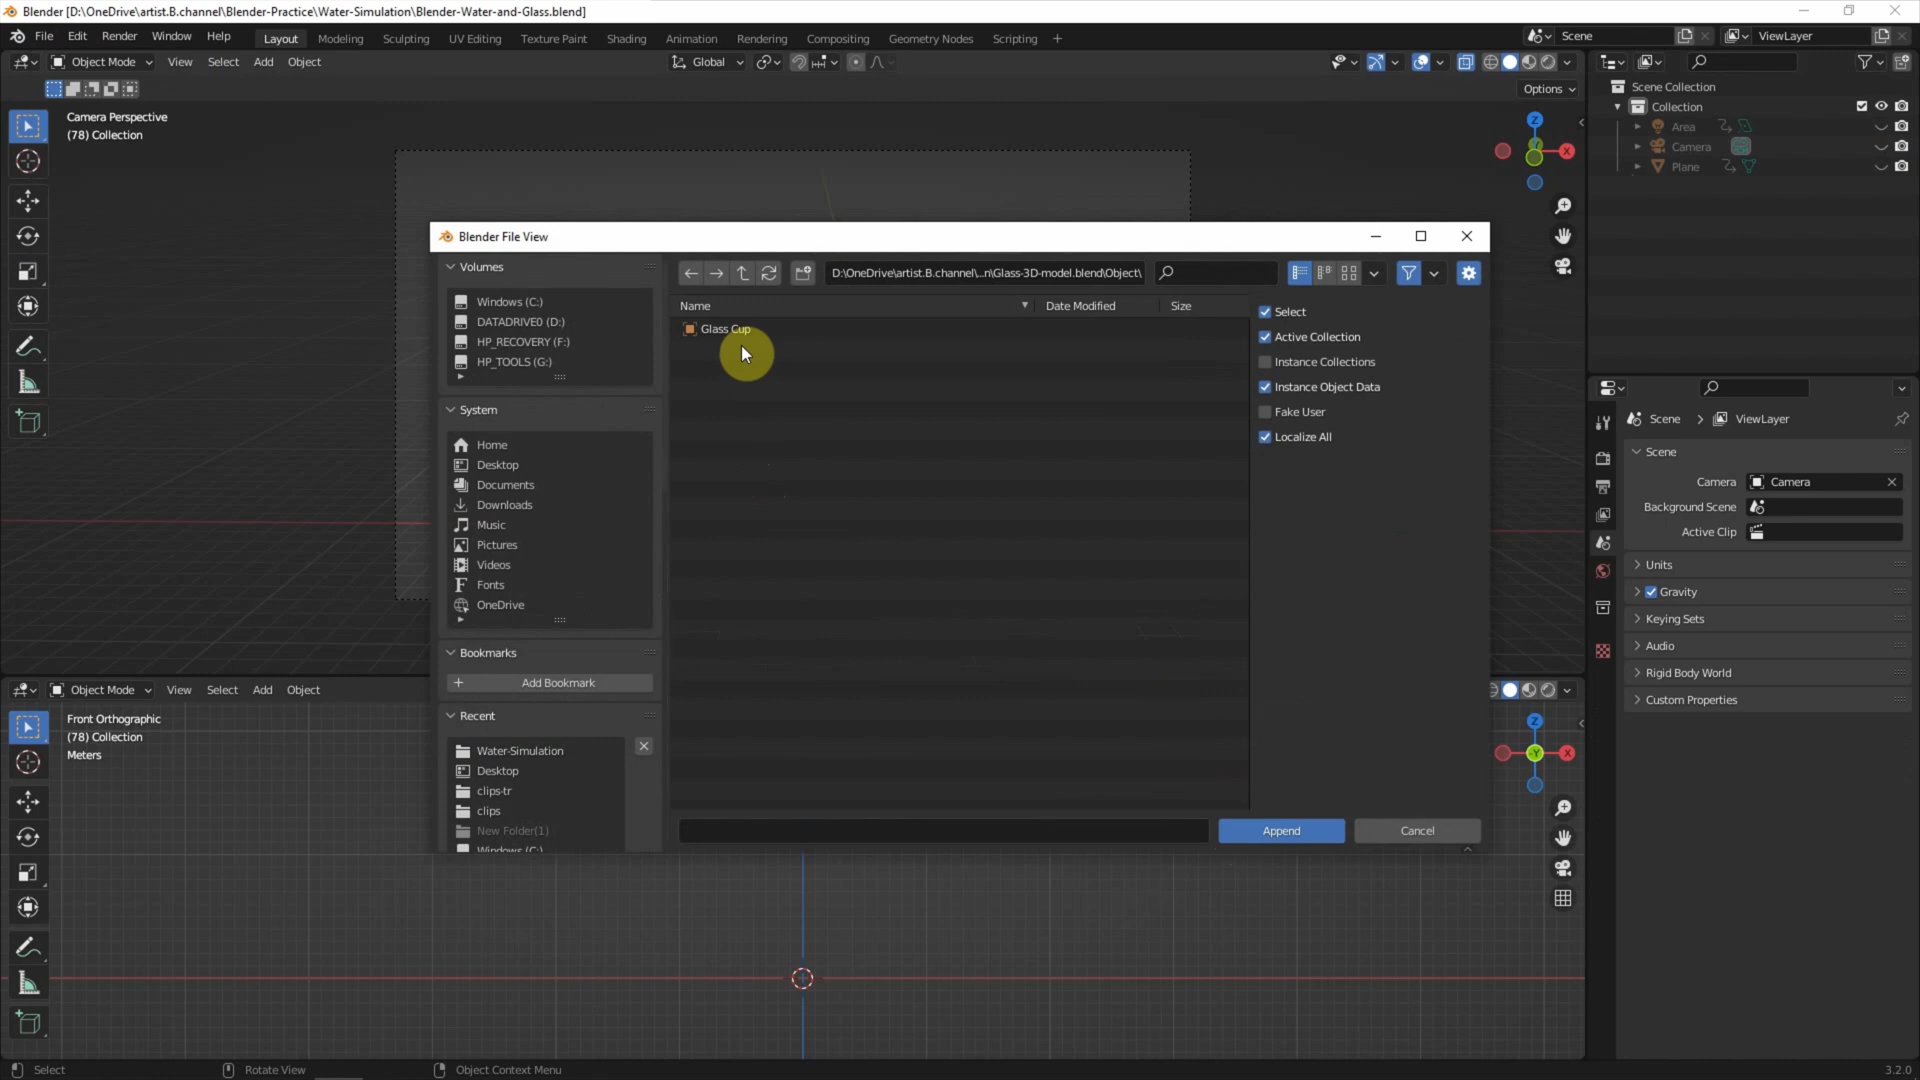 Blender [D:\OneDrive\artist.B.channel\Blender-Practice\Water-Simulation\Blender-Water-and-Glass.blend]
File Edit Render Window Help Layout Modeling Sculpting UV Editing Texture Paint Shading Animation Rendering Compositing Geometry Nodes Scripting + Scene ViewLayer
Object Mode View Select Add Object Global
Options
Camera Perspective
(78) Collection
Z
X
Scene Collection
Collection
Area
Camera
Plane
Blender File View
Volumes
Windows (C:)
DATADRIVE0 (D:)
HP_RECOVERY (F:)
HP_TOOLS (G:)
System
Home
Desktop
Documents
Downloads
Music
Pictures
Videos
Fonts
OneDrive
Bookmarks
Add Bookmark
Recent
Water-Simulation
Desktop
clips-tr
clips
New Folder(1)
Windows (C:)
D:\OneDrive\artist.B.channel\..n\Glass-3D-model.blend\Object\
Name Date Modified Size
Glass Cup
Select
Active Collection
Instance Collections
Instance Object Data
Fake User
Localize All
Append Cancel
Scene > ViewLayer
Scene
Camera Camera
Background Scene
Active Clip
Units
Gravity
Keying Sets
Audio
Rigid Body World
Custom Properties
Object Mode View Select Add Object
Front Orthographic
(78) Collection
Meters
Z
-Y
X
Select Rotate View Object Context Menu 3.2.0